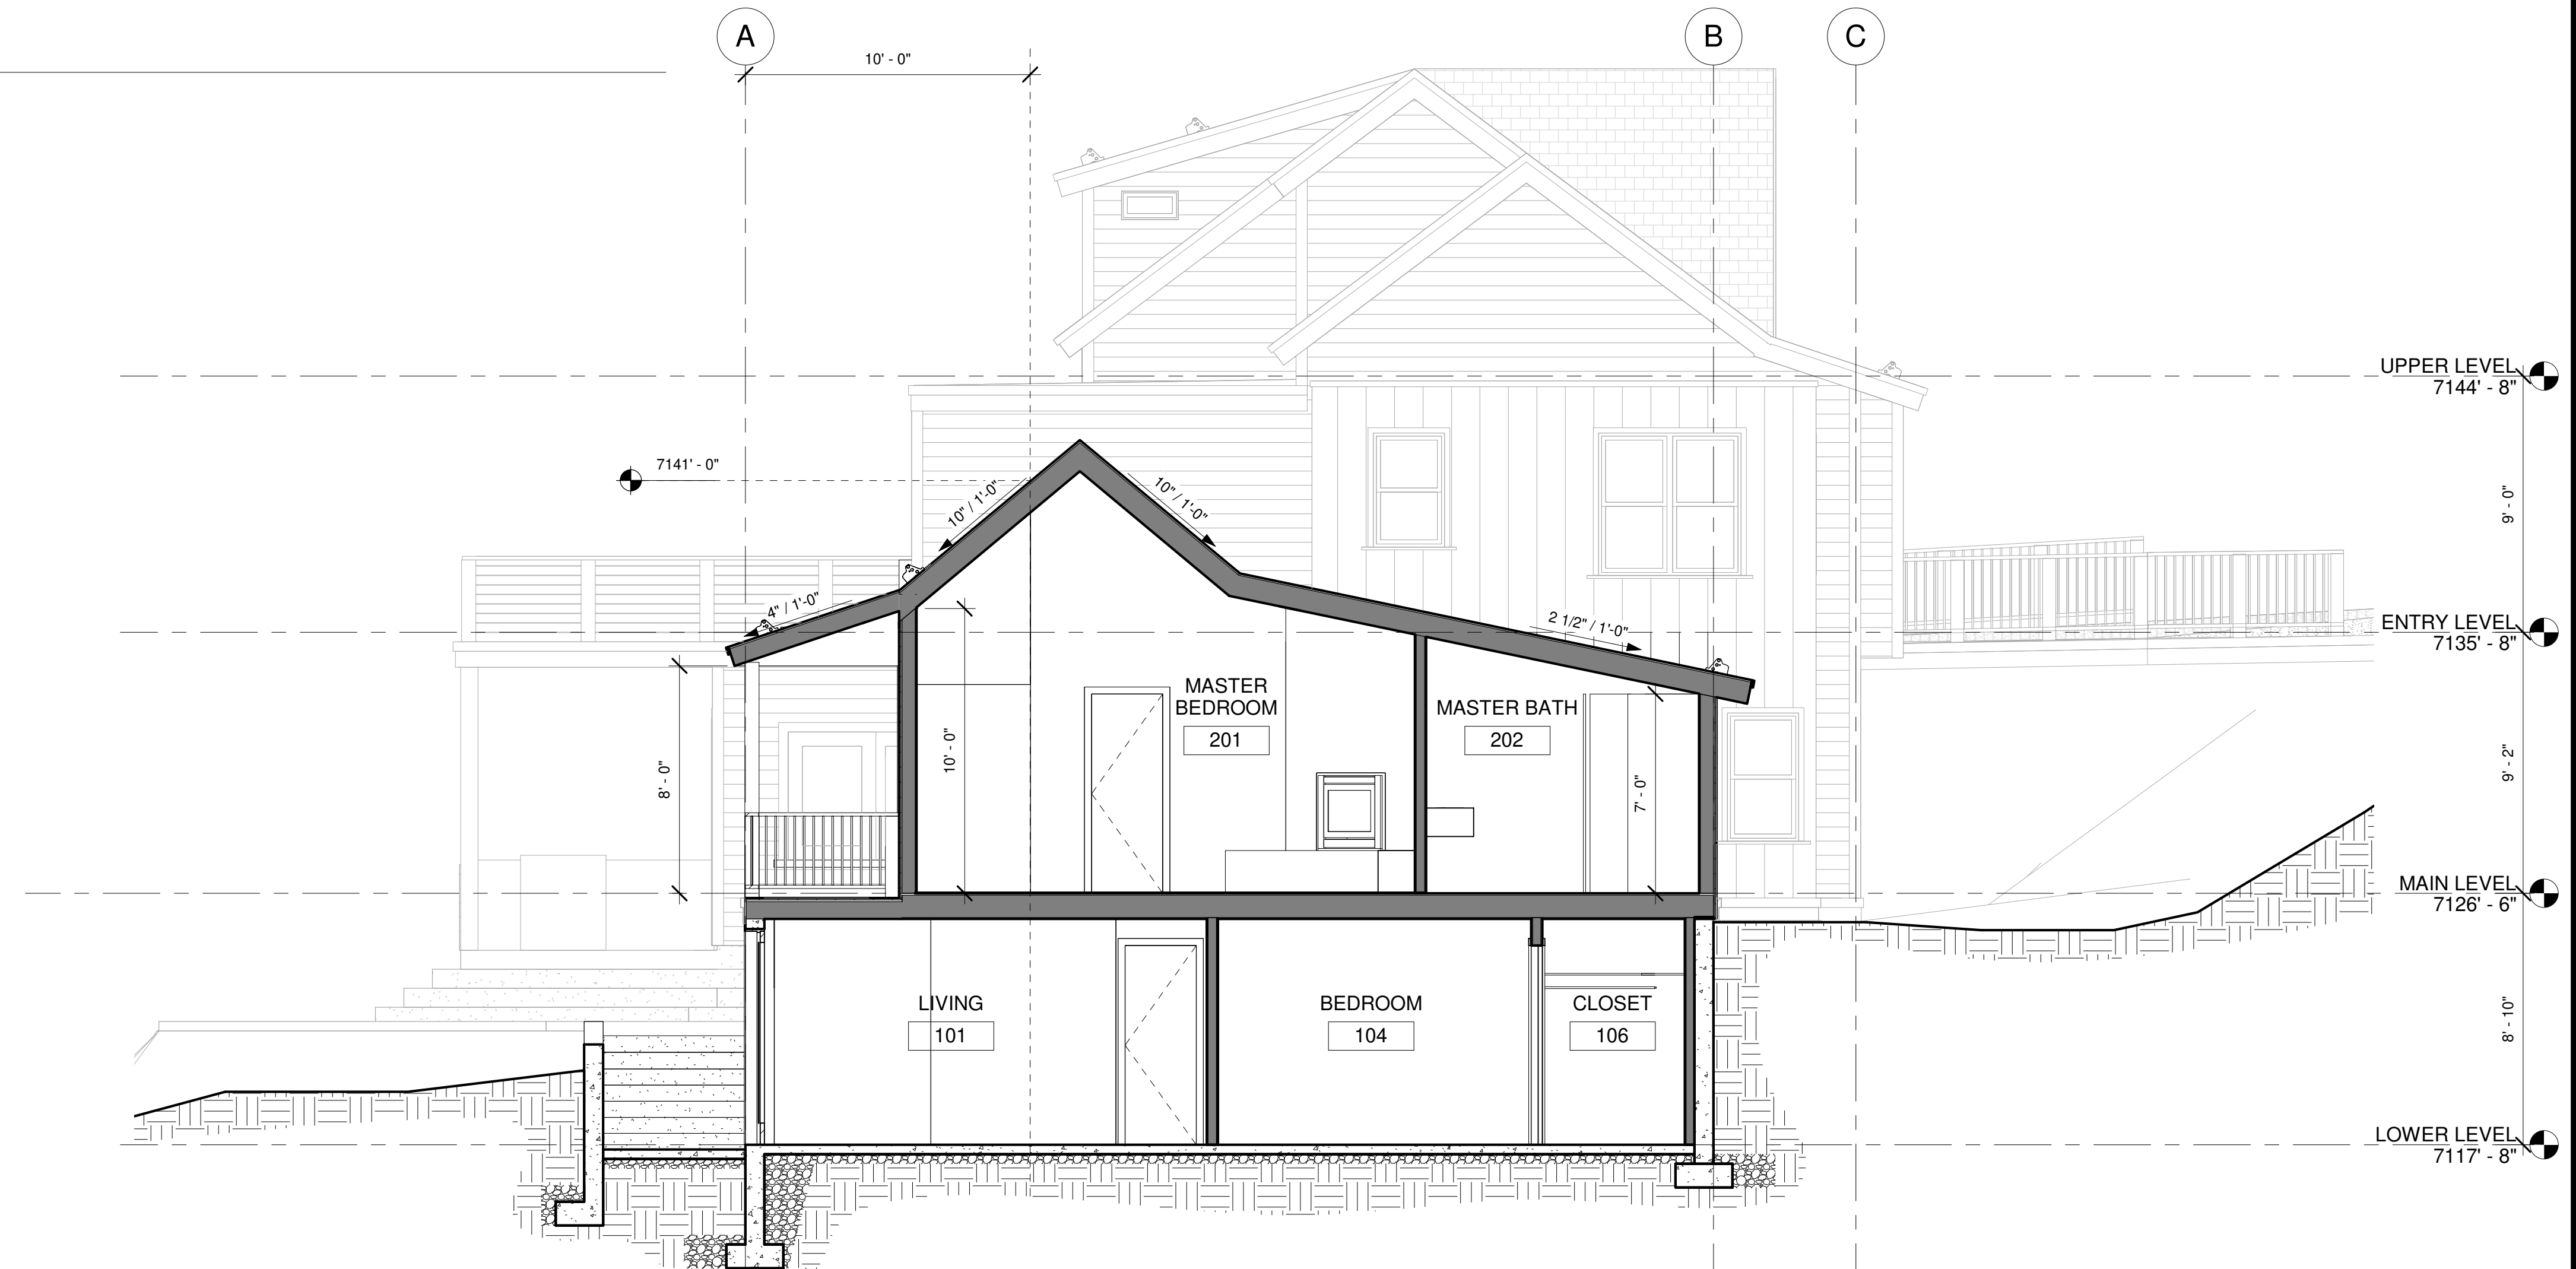 A
B
C
10' - 0"
UPPER LEVEL
7144' - 8"
7141' - 0"
10" / 1'-0"
10" / 1'-0"
9' - 0"
4" / 1'-0"
2 1/2" / 1'-0"
ENTRY LEVEL
7135' - 8"
MASTER
BEDROOM
201
MASTER BATH
202
10' - 0"
8' - 0"
7' - 0"
9' - 2"
MAIN LEVEL
7126' - 6"
LIVING
101
BEDROOM
104
CLOSET
106
8' - 10"
LOWER LEVEL
7117' - 8"